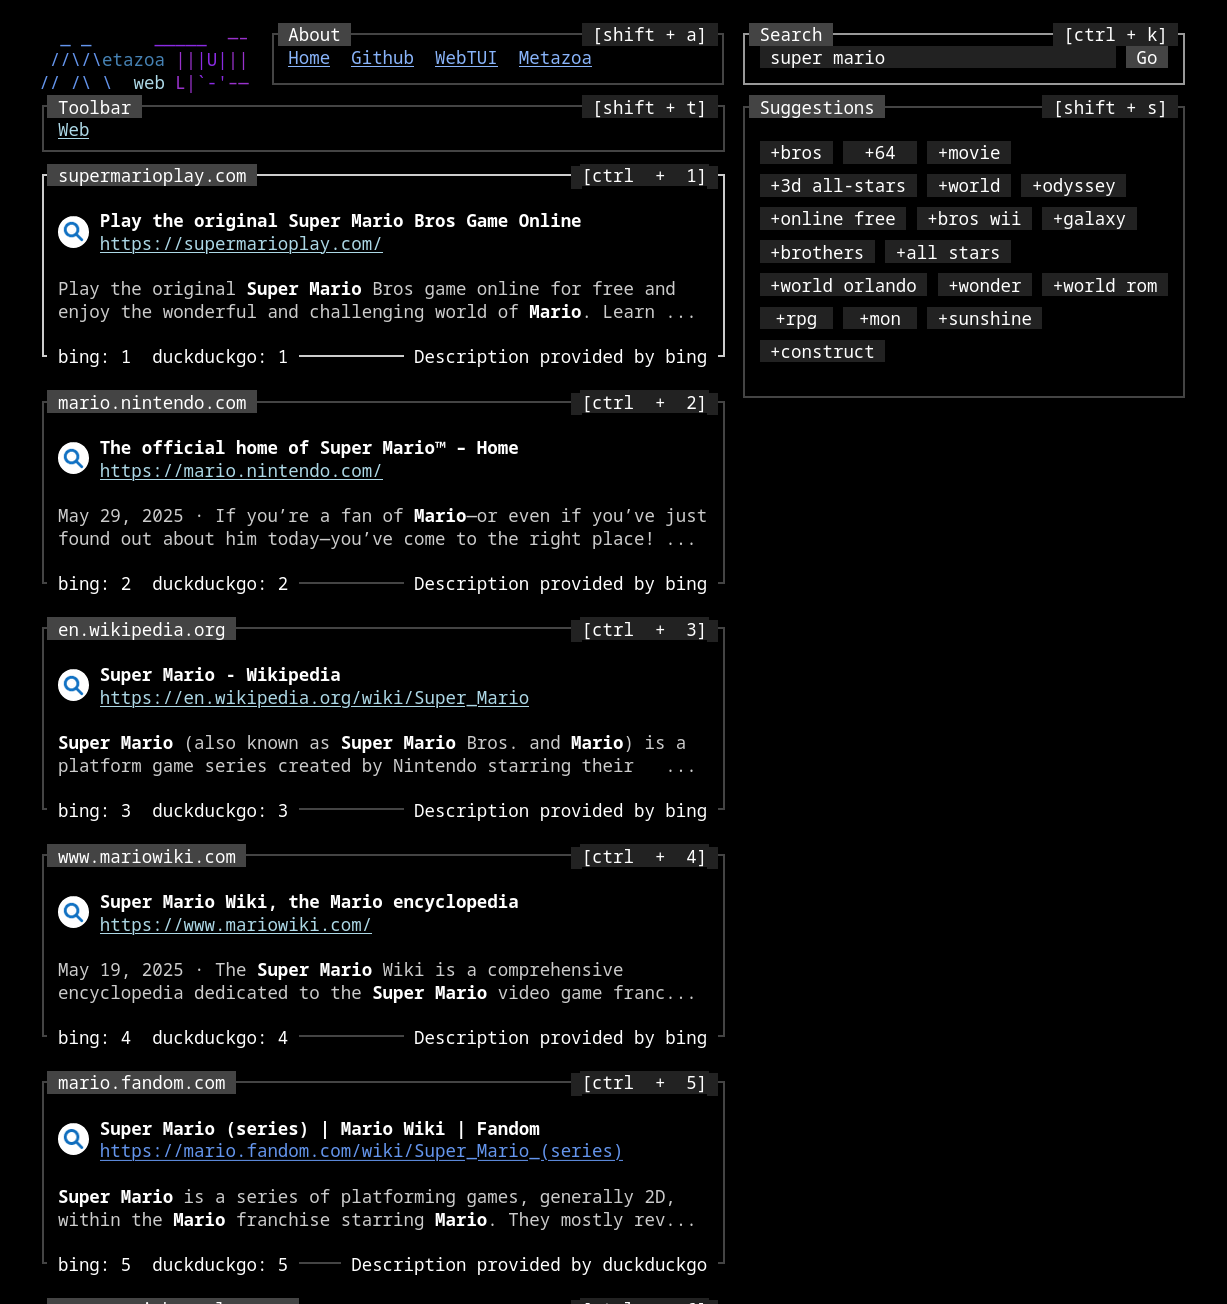 etazoa
web
About [shift + a]
Home Github WebTUI Metazoa
Search [ctrl + k]
super mario Go
Toolbar [shift + t]
Web
Suggestions [shift + s]
+bros +64 +movie
+3d all-stars +world +odyssey
+online free +bros wii +galaxy
+brothers +all stars
+world orlando +wonder +world rom
+rpg +mon +sunshine
+construct
supermarioplay.com [ctrl + 1]
Play the original Super Mario Bros Game Online
https://supermarioplay.com/
Play the original Super Mario Bros game online for free and
enjoy the wonderful and challenging world of Mario. Learn ...
bing: 1 duckduckgo: 1 Description provided by bing
mario.nintendo.com [ctrl + 2]
The official home of Super Mario™ – Home
https://mario.nintendo.com/
May 29, 2025 · If you’re a fan of Mario—or even if you’ve just
found out about him today—you’ve come to the right place! ...
bing: 2 duckduckgo: 2 Description provided by bing
en.wikipedia.org [ctrl + 3]
Super Mario - Wikipedia
https://en.wikipedia.org/wiki/Super_Mario
Super Mario (also known as Super Mario Bros. and Mario) is a
platform game series created by Nintendo starring their ...
bing: 3 duckduckgo: 3 Description provided by bing
www.mariowiki.com [ctrl + 4]
Super Mario Wiki, the Mario encyclopedia
https://www.mariowiki.com/
May 19, 2025 · The Super Mario Wiki is a comprehensive
encyclopedia dedicated to the Super Mario video game franc...
bing: 4 duckduckgo: 4 Description provided by bing
mario.fandom.com [ctrl + 5]
Super Mario (series) | Mario Wiki | Fandom
https://mario.fandom.com/wiki/Super_Mario_(series)
Super Mario is a series of platforming games, generally 2D,
within the Mario franchise starring Mario. They mostly rev...
bing: 5 duckduckgo: 5 Description provided by duckduckgo